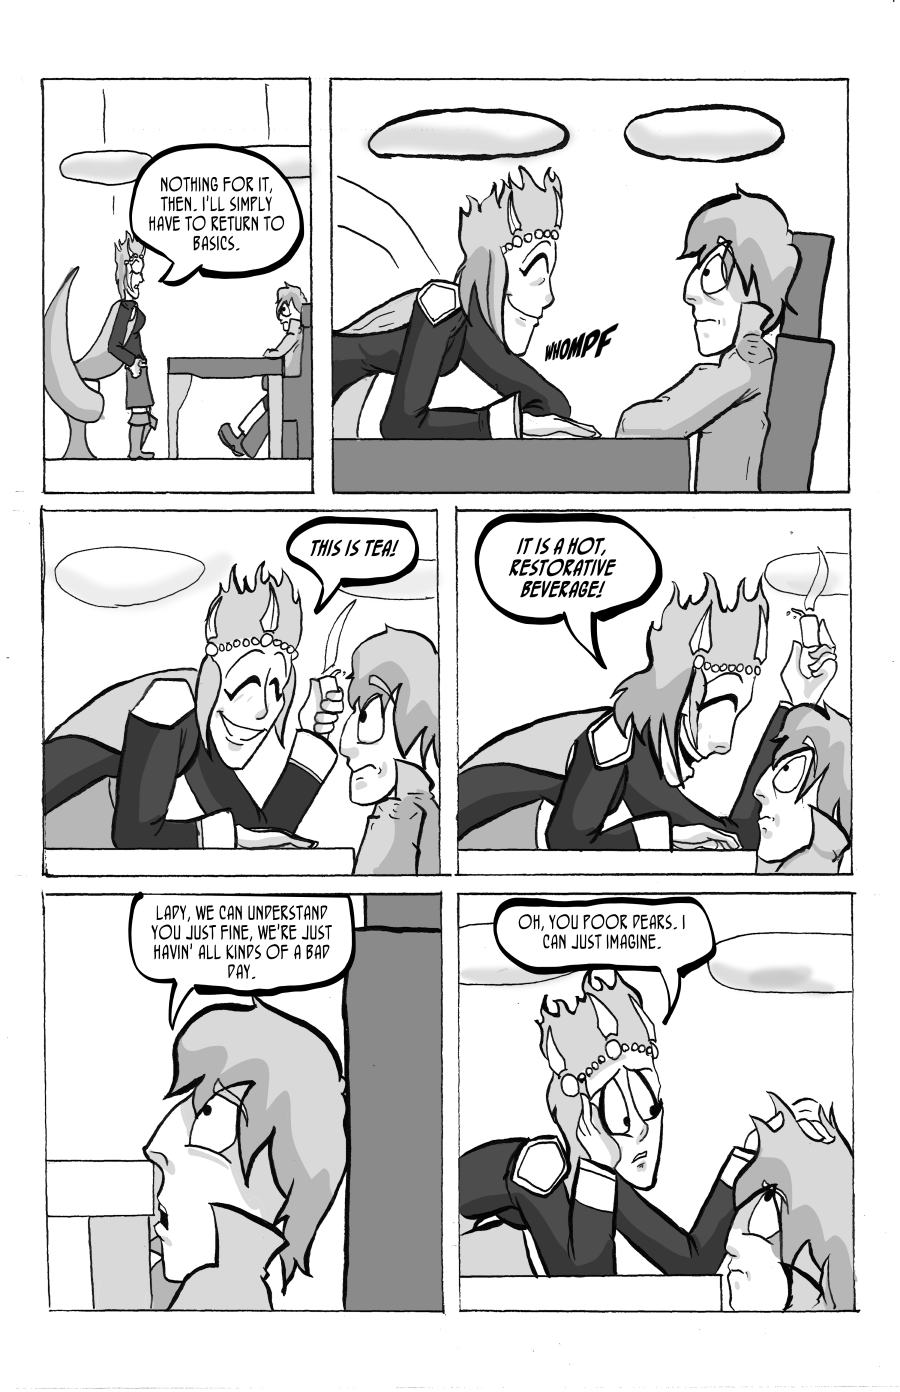 NOTHING FOR IT,
THEN. I'LL SIMPLY
HAVE TO RETURN TO
BASICS.
WHOMPF
THIS IS TEA!
IT IS A HOT,
RESTORATIVE
BEVERAGE!
LADY, WE CAN UNDERSTAND
YOU JUST FINE, WE'RE JUST
HAVIN' ALL KINDS OF A BAD
DAY.
OH, YOU POOR DEARS. I
CAN JUST IMAGINE.